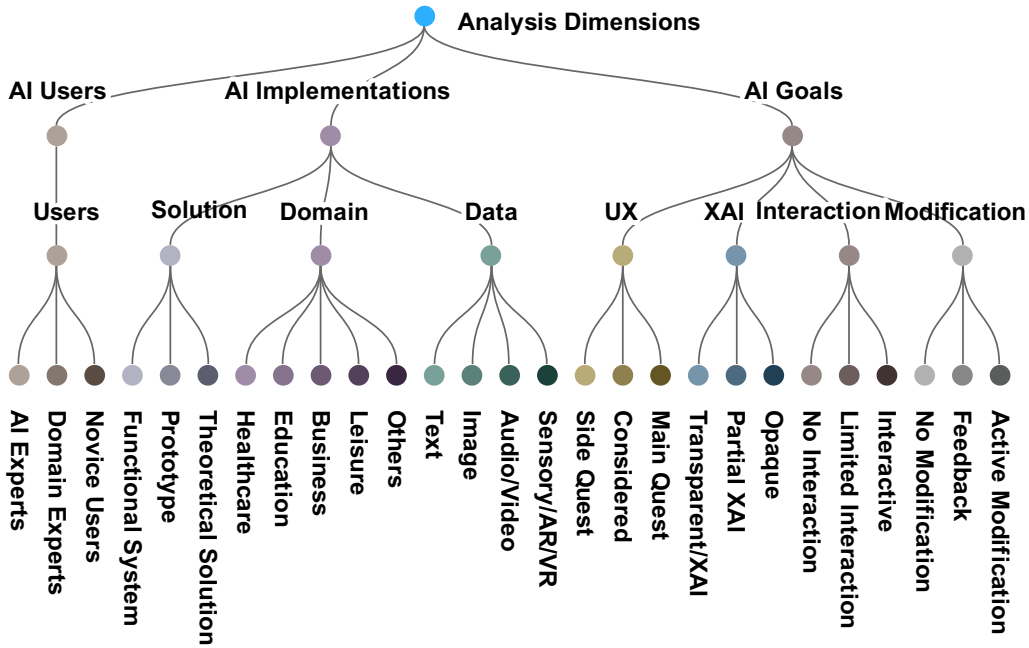 Analysis Dimensions
AI Users
AI Implementations
AI Goals
Users
Solution
Domain
Data
UX
XAI
Interaction
Modification
AI Experts
Domain Experts
Novice Users
Functional System
Prototype
Theoretical Solution
Healthcare
Education
Business
Leisure
Others
Text
Image
Audio/Video
Sensory/AR/VR
Side Quest
Considered
Main Quest
Transparent/XAI
Partial XAI
Opaque
No Interaction
Limited Interaction
Interactive
No Modification
Feedback
Active Modification